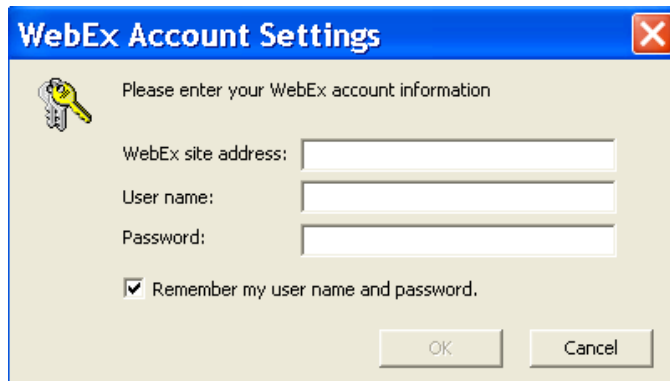 WebEx Account Settings
Please enter your WebEx account information
WebEx site address:
User name:
Password:
Remember my user name and password.
OK Cancel